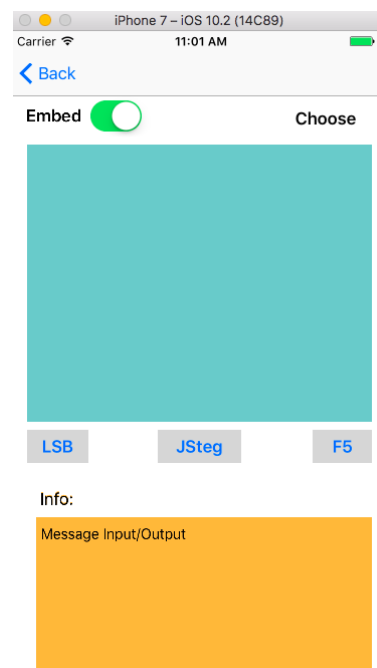 iPhone 7 – iOS 10.2 (14C89)
Carrier 11:01 AM
Back
Embed Choose
LSB JSteg F5
Info:
Message Input/Output